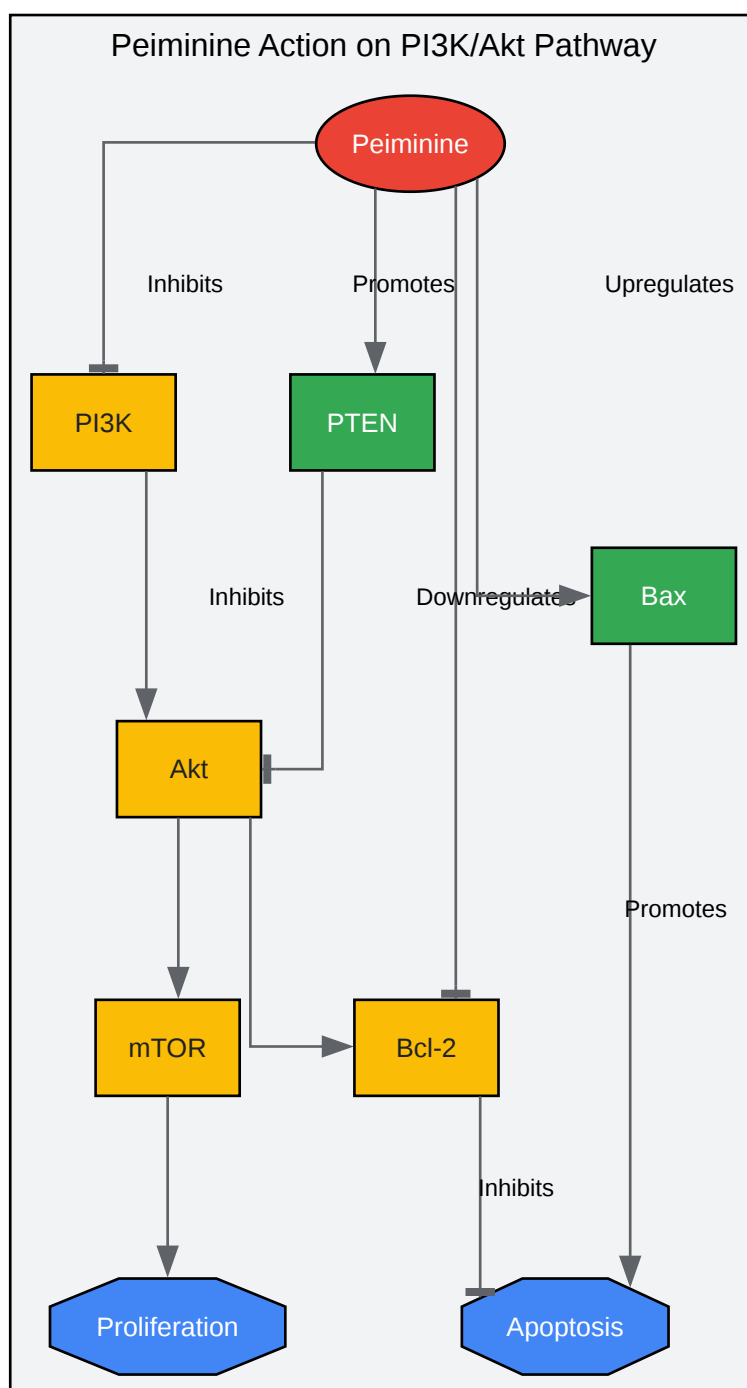 Peiminine Action on PI3K/Akt Pathway
Peiminine
Inhibits
Promotes
Upregulates
PI3K
PTEN
Inhibits
Downregulates
Bax
Akt
Promotes
mTOR
Bcl-2
Inhibits
Proliferation
Apoptosis